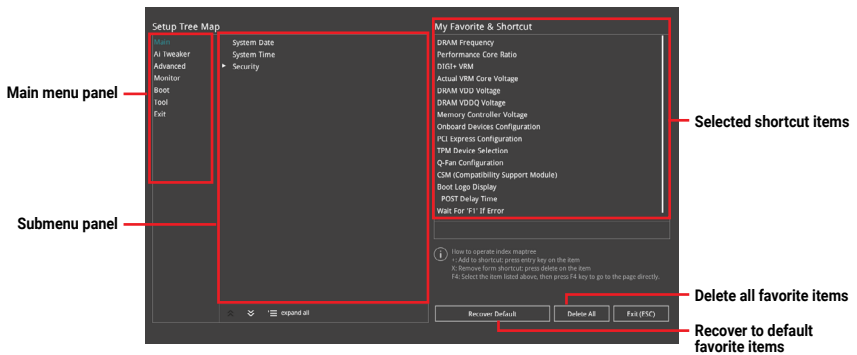 Setup Tree Map
My Favorite & Shortcut
Main
Ai Tweaker
Advanced
Monitor
Boot
Tool
Exit
System Date
System Time
Security
DRAM Frequency
Performance Core Ratio
DIGI+ VRM
Actual VRM Core Voltage
DRAM VDD Voltage
DRAM VDDQ Voltage
Memory Controller Voltage
Onboard Devices Configuration
PCI Express Configuration
TPM Device Selection
Q-Fan Configuration
CSM (Compatibility Support Module)
Boot Logo Display
POST Delay Time
Wait For 'F1' If Error
How to operate index maptree
+: Add to shortcut: press entry key on the item
X: Remove form shortcut: press delete on the item
F4: Select the item listed above, then press F4 key to go to the page directly.
expand all
Recover Default
Delete All
Exit (ESC)
Main menu panel
Submenu panel
Selected shortcut items
Delete all favorite items
Recover to default
favorite items